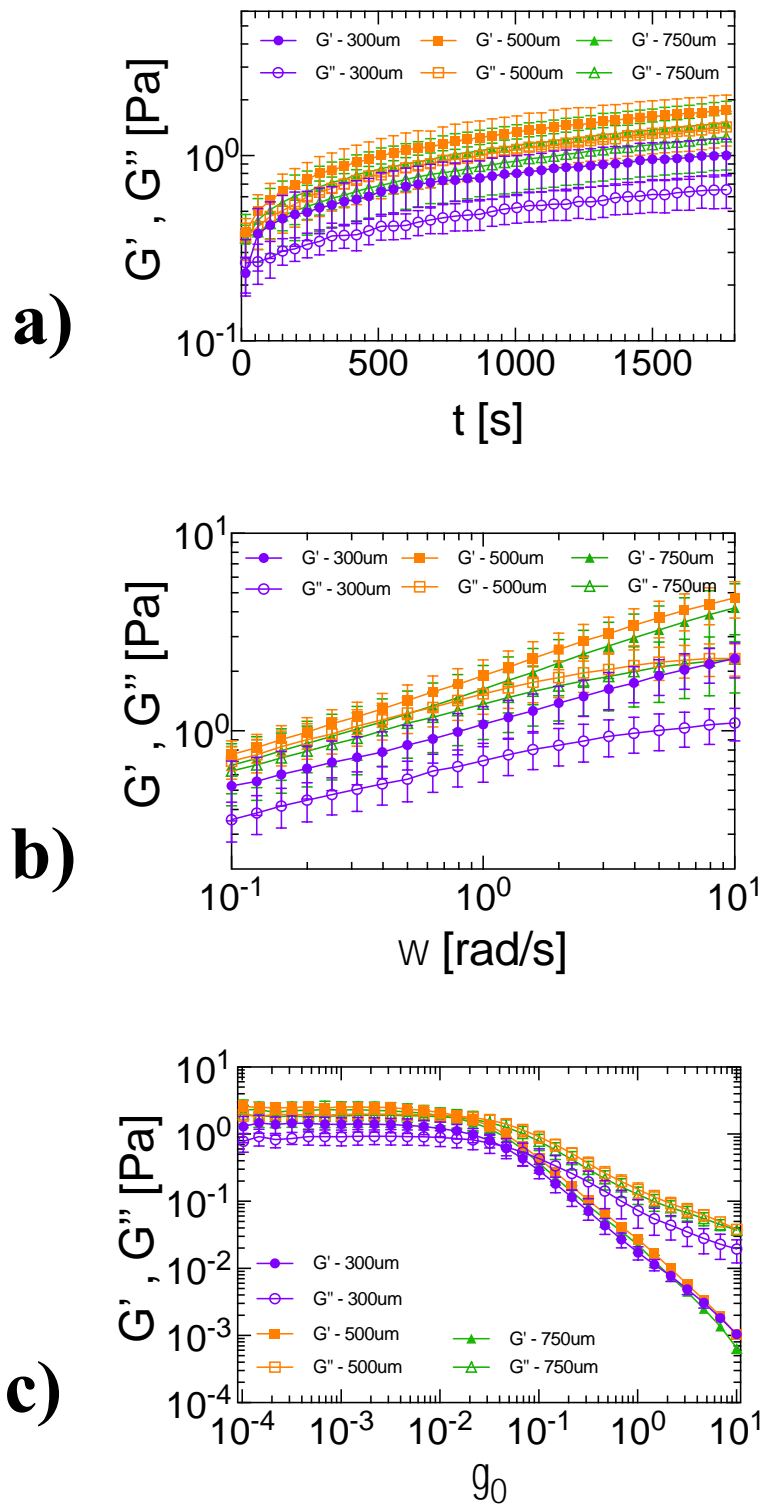 G' - 300um G' - 500um G' - 750um
G" - 300um G" - 500um G" - 750um
G' , G" [Pa]
10^0
10^-1
0 500 1000 1500
t [s]
a)
10^1
G' - 300um G' - 500um G' - 750um
G" - 300um G" - 500um G" - 750um
G' , G" [Pa]
10^0
10^-1 10^0 10^1
w [rad/s]
b)
10^1
10^0
10^-1
10^-2
10^-3
10^-4
G' , G" [Pa]
G' - 300um
G" - 300um
G' - 500um G' - 750um
G" - 500um G" - 750um
10^-4 10^-3 10^-2 10^-1 10^0 10^1
g_0
c)